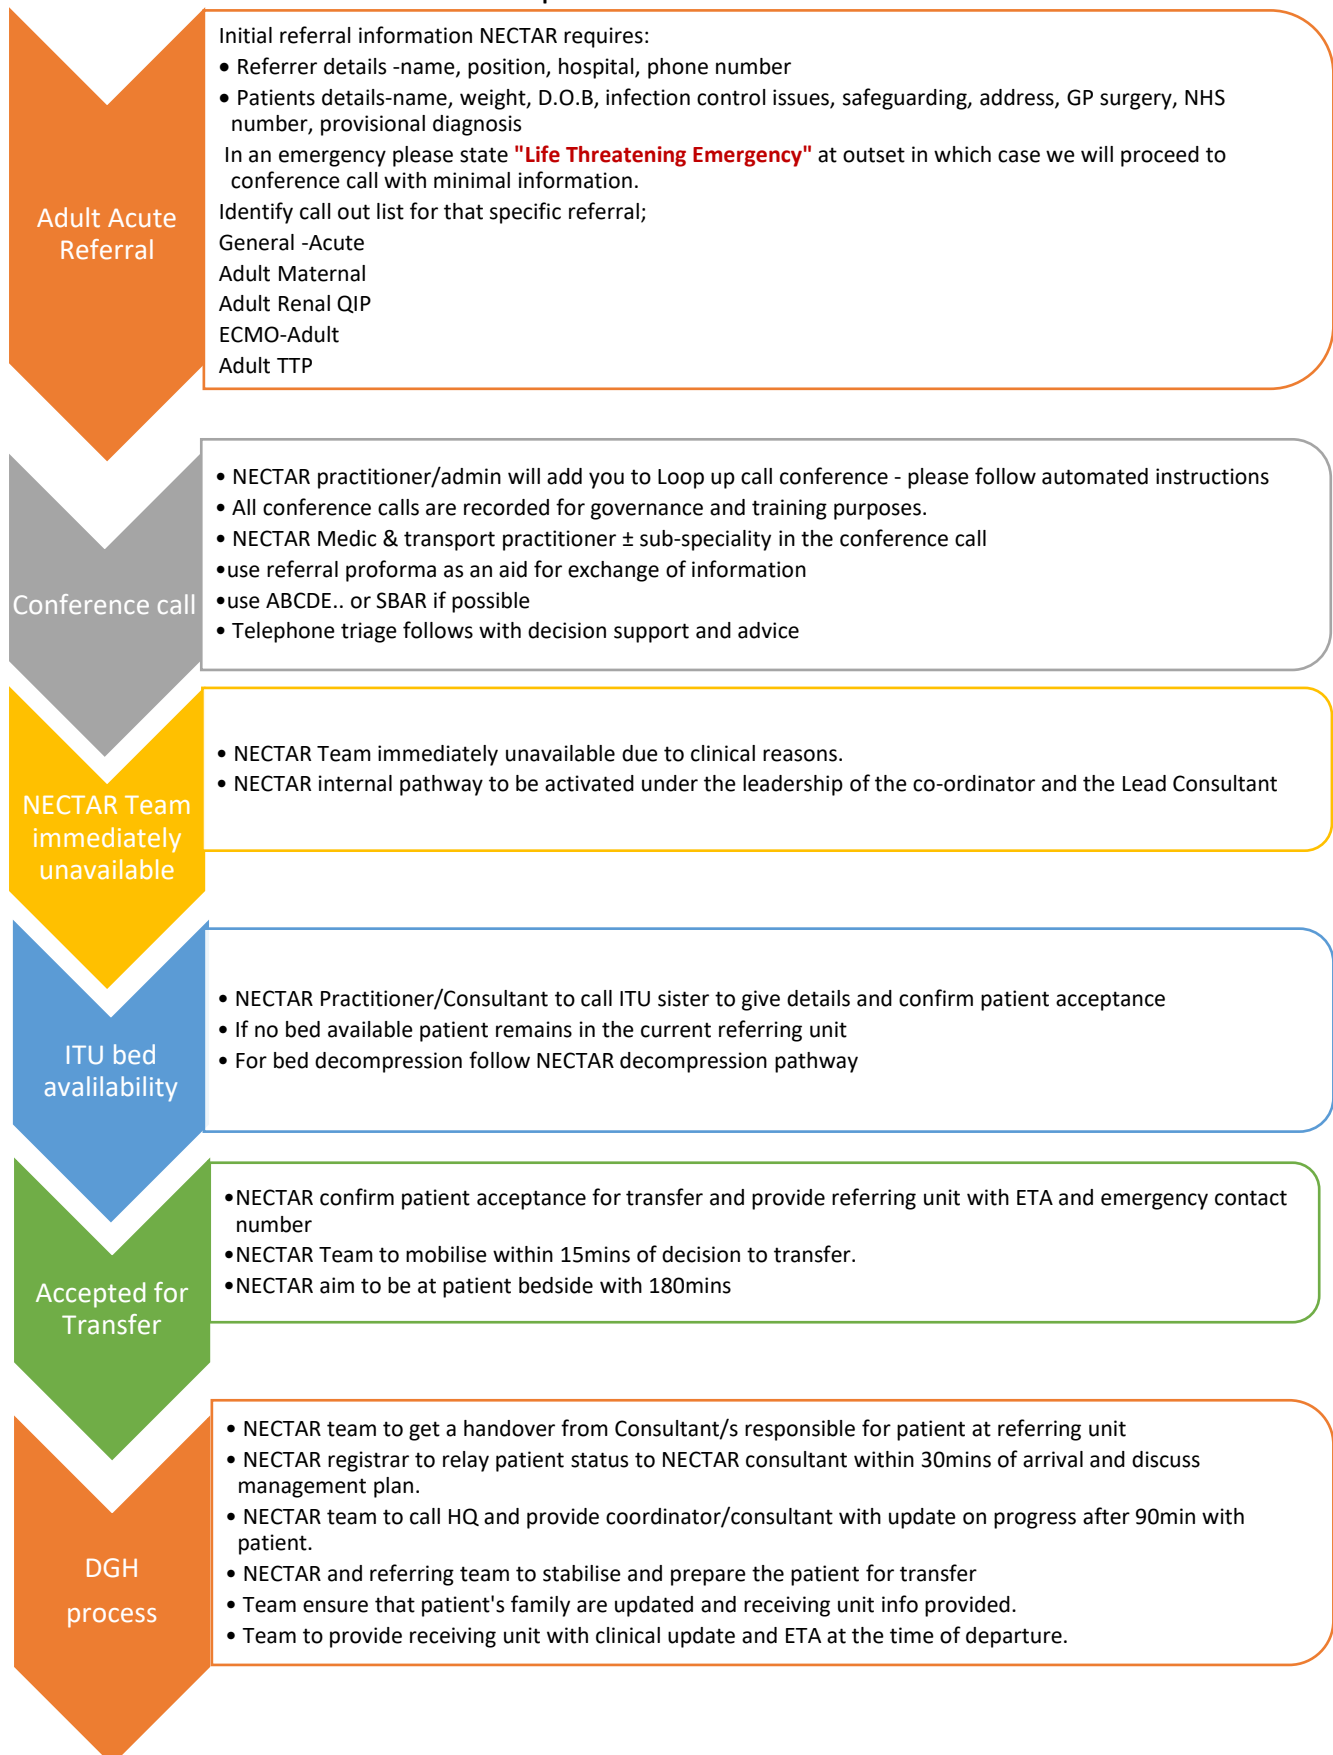 Adult Acute
Referral
Initial referral information NECTAR requires:
• Referrer details -name, position, hospital, phone number
• Patients details-name, weight, D.O.B, infection control issues, safeguarding, address, GP surgery, NHS
number, provisional diagnosis
In an emergency please state "Life Threatening Emergency" at outset in which case we will proceed to
conference call with minimal information.
Identify call out list for that specific referral;
General -Acute
Adult Maternal
Adult Renal QIP
ECMO-Adult
Adult TTP
Conference call
• NECTAR practitioner/admin will add you to Loop up call conference - please follow automated instructions
• All conference calls are recorded for governance and training purposes.
• NECTAR Medic & transport practitioner ± sub-speciality in the conference call
•use referral proforma as an aid for exchange of information
•use ABCDE.. or SBAR if possible
• Telephone triage follows with decision support and advice
NECTAR Team
immediately
unavailable
• NECTAR Team immediately unavailable due to clinical reasons.
• NECTAR internal pathway to be activated under the leadership of the co-ordinator and the Lead Consultant
ITU bed
avalilability
• NECTAR Practitioner/Consultant to call ITU sister to give details and confirm patient acceptance
• If no bed available patient remains in the current referring unit
• For bed decompression follow NECTAR decompression pathway
Accepted for
Transfer
•NECTAR confirm patient acceptance for transfer and provide referring unit with ETA and emergency contact
number
•NECTAR Team to mobilise within 15mins of decision to transfer.
•NECTAR aim to be at patient bedside with 180mins
DGH
process
• NECTAR team to get a handover from Consultant/s responsible for patient at referring unit
• NECTAR registrar to relay patient status to NECTAR consultant within 30mins of arrival and discuss
management plan.
• NECTAR team to call HQ and provide coordinator/consultant with update on progress after 90min with
patient.
• NECTAR and referring team to stabilise and prepare the patient for transfer
• Team ensure that patient's family are updated and receiving unit info provided.
• Team to provide receiving unit with clinical update and ETA at the time of departure.